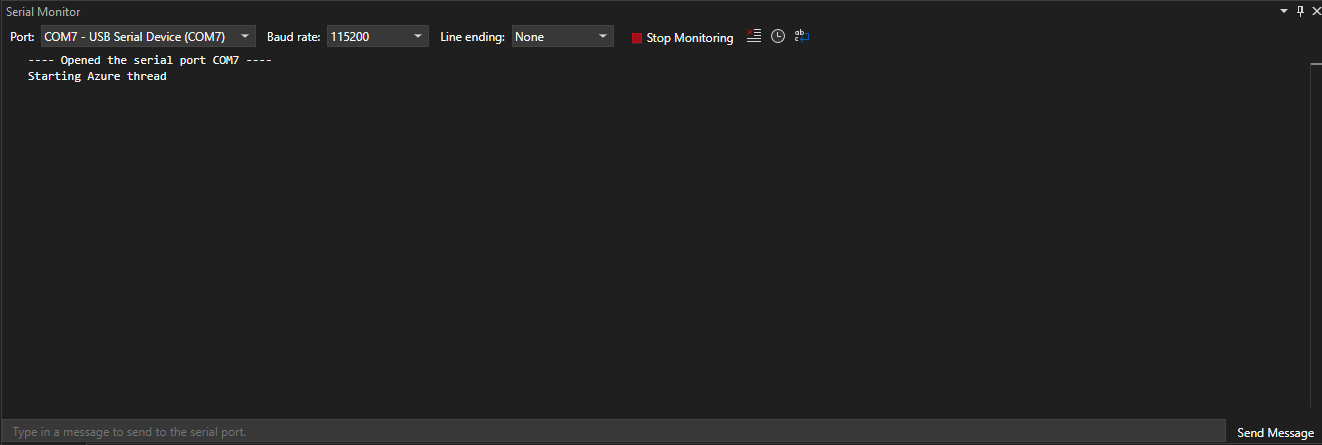 Serial Monitor
Port: COM7 - USB Serial Device (COM7) Baud rate: 115200 Line ending: None Stop Monitoring
---- Opened the serial port COM7 ----
Starting Azure thread
Type in a message to send to the serial port. Send Message